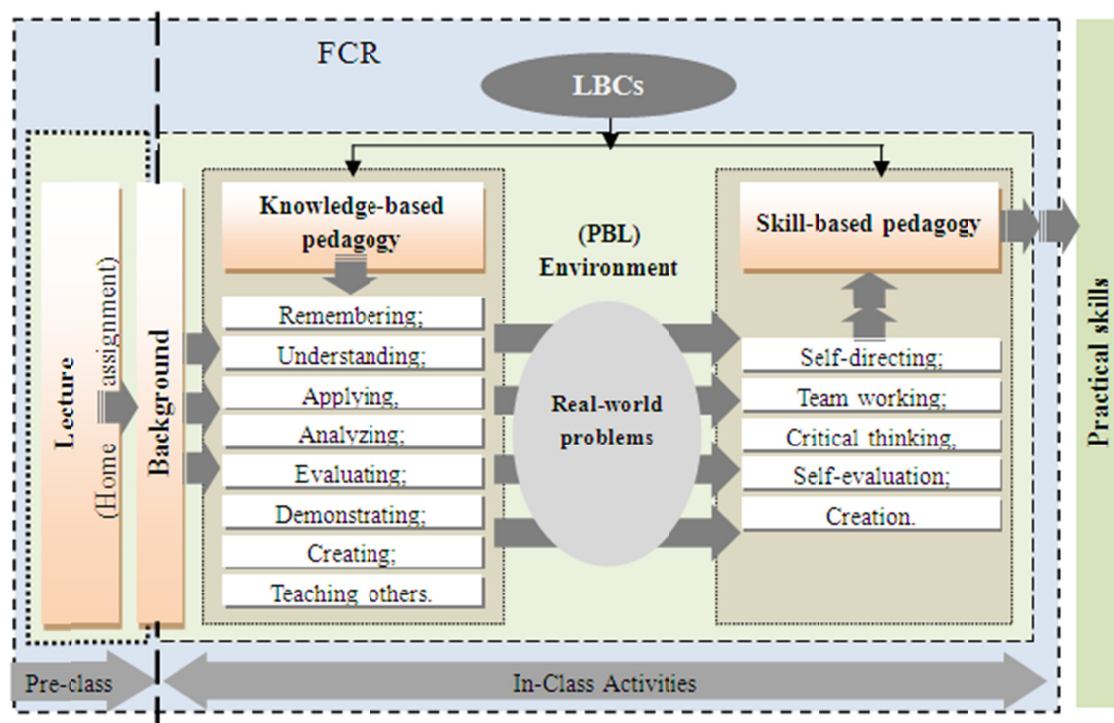 FCR
LBCs
Lecture
(Home assignment)
Background
Knowledge-based
pedagogy
Remembering;
Understanding;
Applying,
Analyzing;
Evaluating;
Demonstrating;
Creating;
Teaching others.
(PBL)
Environment
Real-world
problems
Skill-based pedagogy
Self-directing;
Team working;
Critical thinking,
Self-evaluation;
Creation.
Practical skills
Pre-class
In-Class Activities